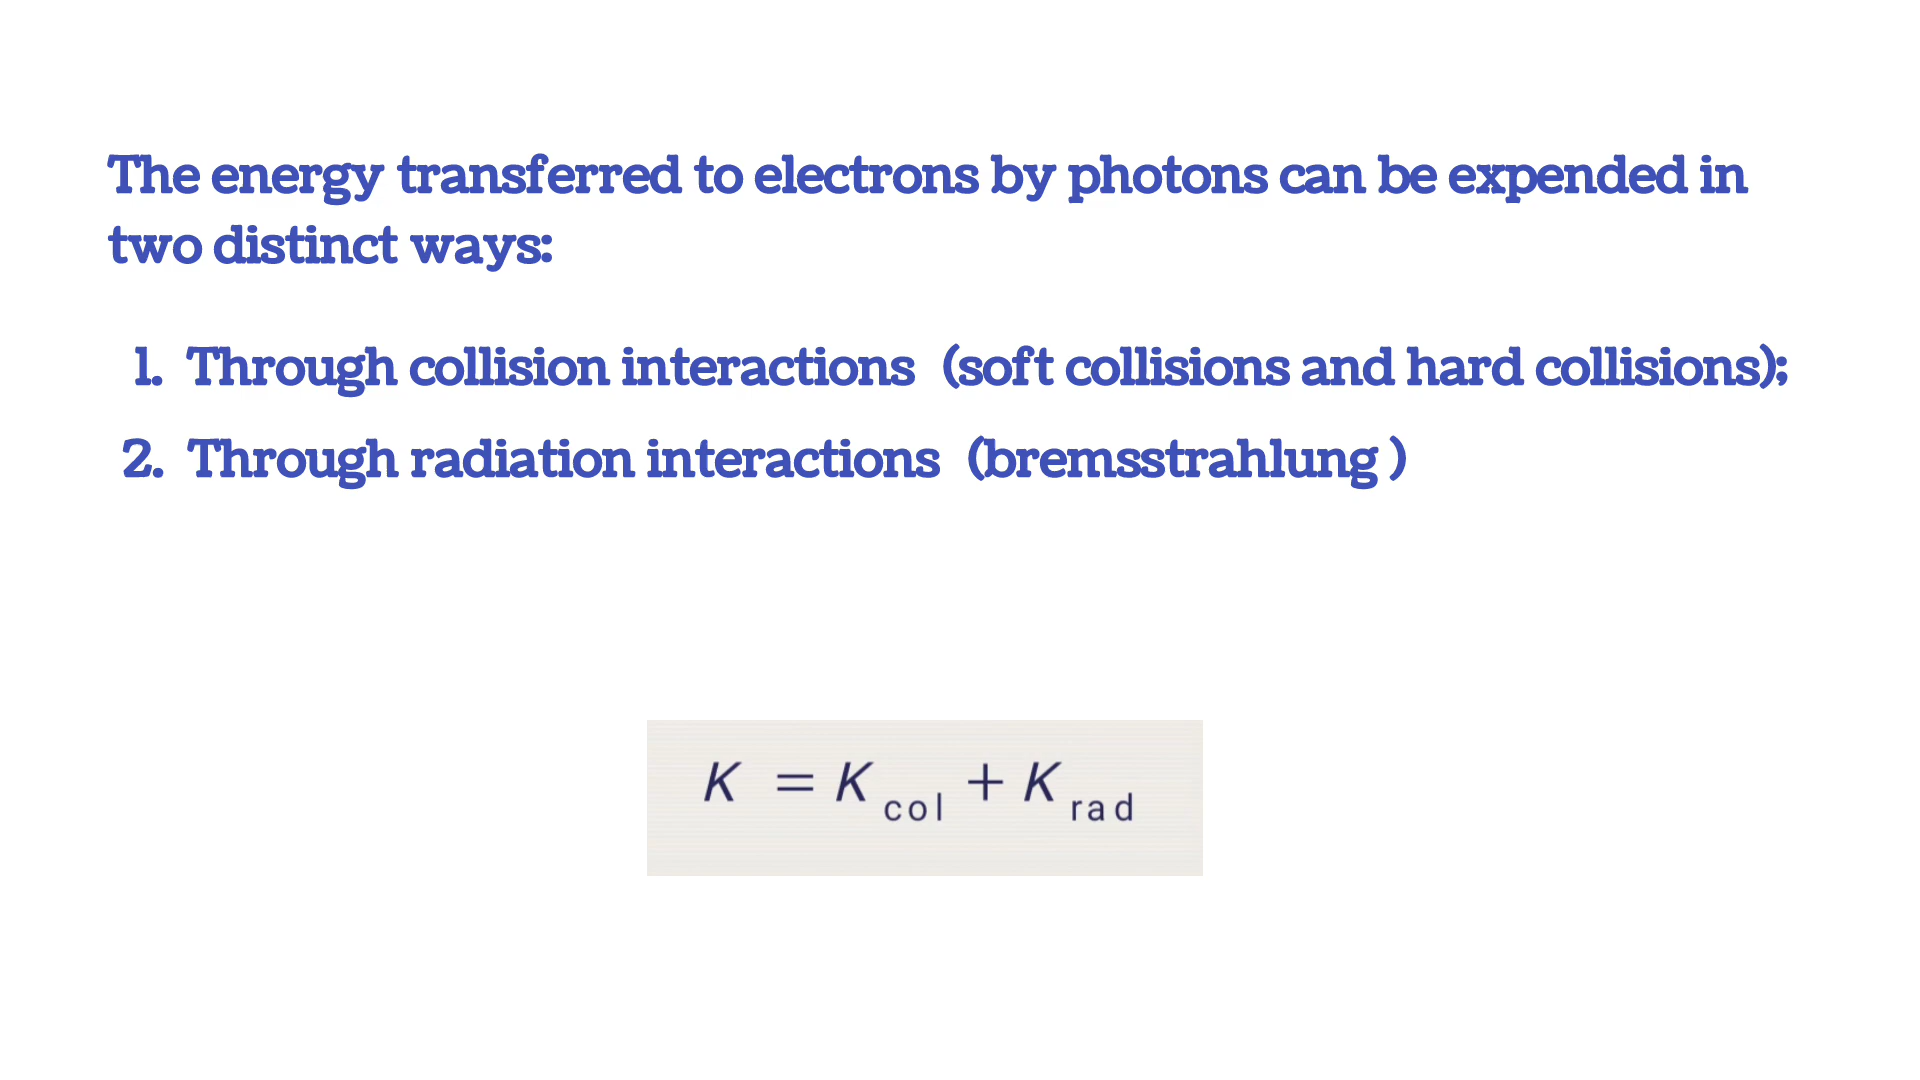 The energy transferred to electrons by photons can be expended in
two distinct ways:
1. Through collision interactions (soft collisions and hard collisions);
2. Through radiation interactions (bremsstrahlung )
K = K col + K rad